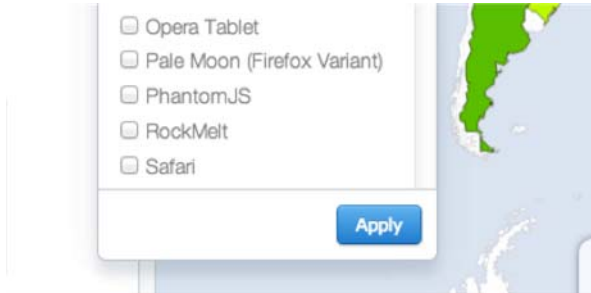 Opera Tablet
Pale Moon (Firefox Variant)
PhantomJS
RockMelt
Safari
Apply